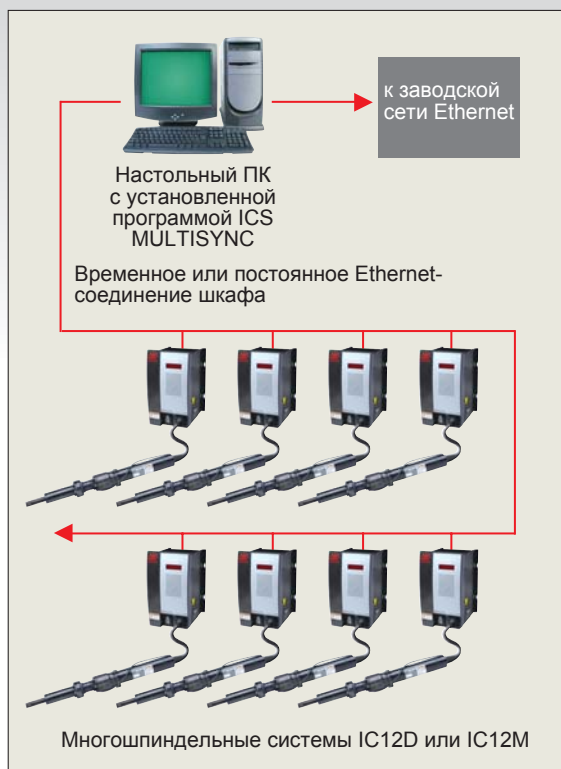 к заводской
сети Ethernet
Настольный ПК
с установленной
программой ICS
MULTISYNC
Временное или постоянное Ethernet-
соединение шкафа
Многошпиндельные системы IC12D или IC12M